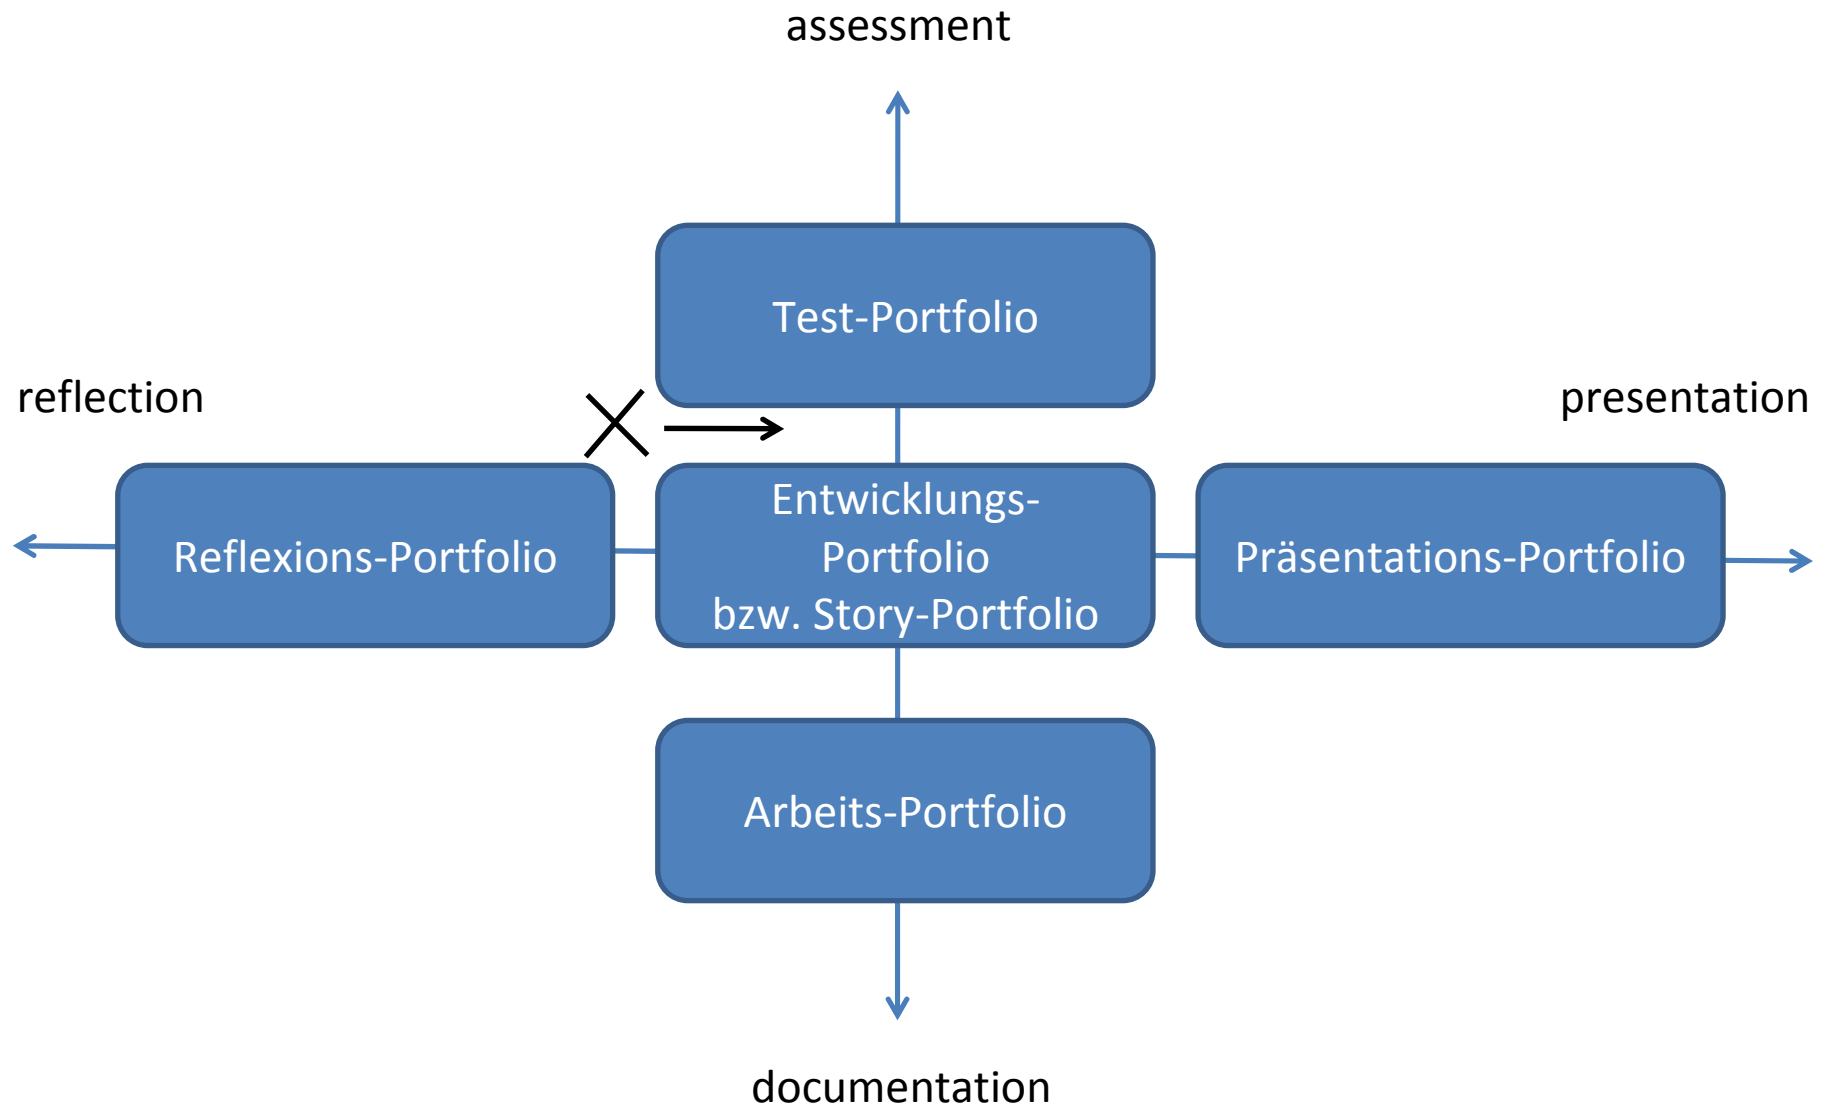 assessment
Test-Portfolio
reflection
presentation
Reflexions-Portfolio
Entwicklungs-
Portfolio
bzw. Story-Portfolio
Präsentations-Portfolio
Arbeits-Portfolio
documentation